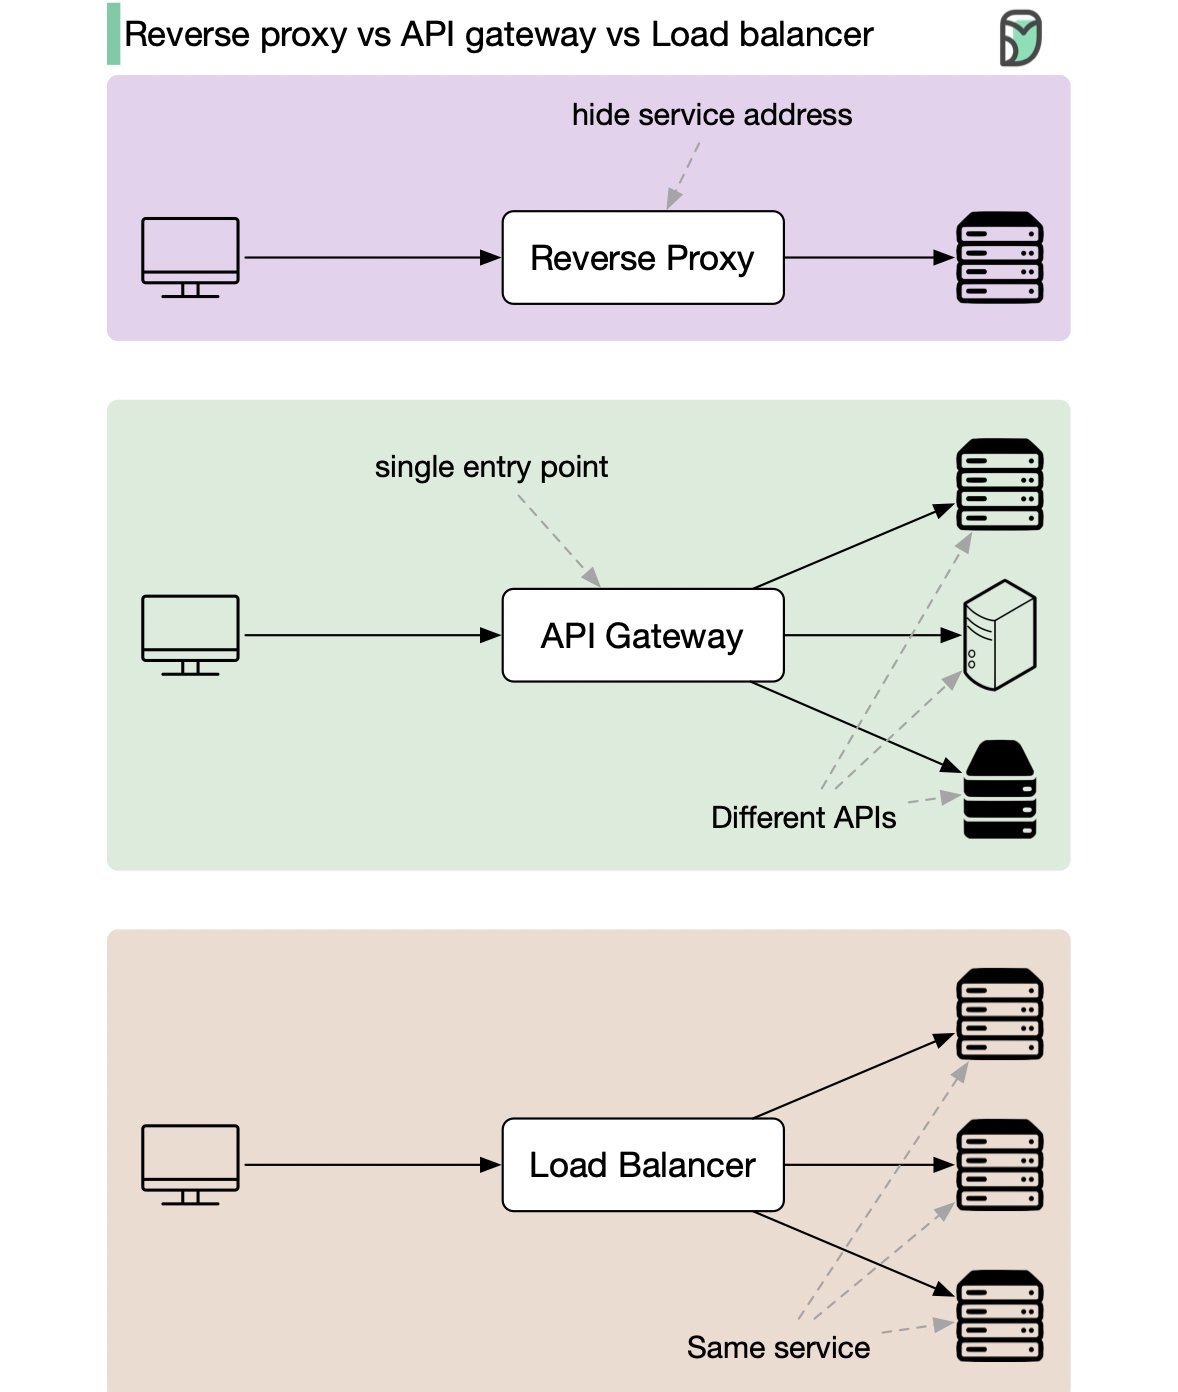 Reverse proxy vs API gateway vs Load balancer
hide service address
Reverse Proxy
single entry point
API Gateway
Different APIs
Load Balancer
Same service